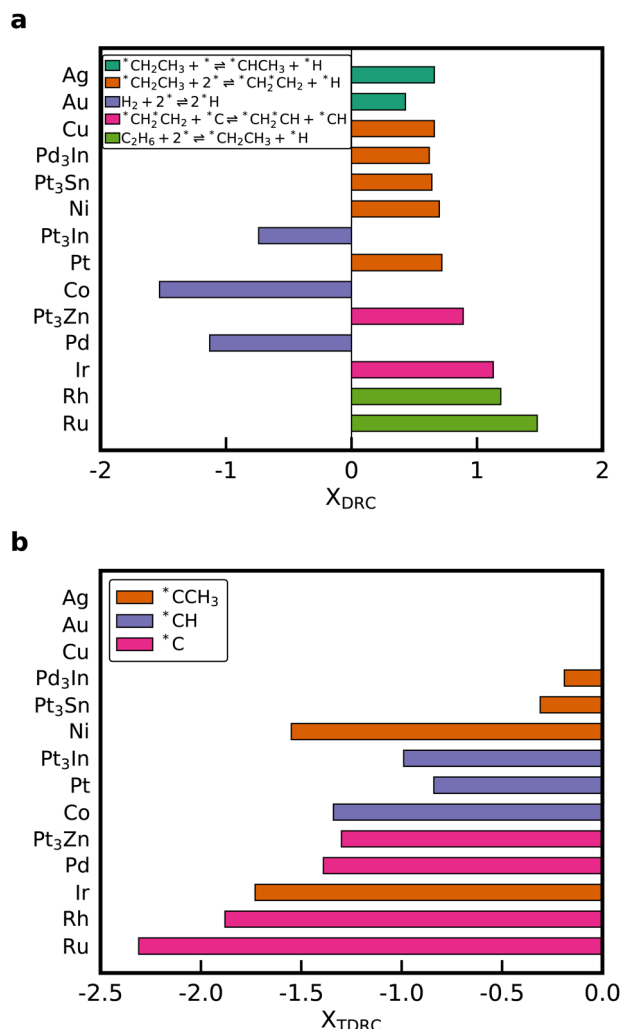 a
*CH₂CH₃ + * ⇌ *CHCH₃ + *H
*CH₂CH₃ + 2* ⇌ *CH₂*CH₂ + *H
H₂ + 2* ⇌ 2*H
*CH₂*CH₂ + *C ⇌ *CH₂*CH + *CH
C₂H₆ + 2* ⇌ *CH₂CH₃ + *H
Ag
Au
Cu
Pd₃In
Pt₃Sn
Ni
Pt₃In
Pt
Co
Pt₃Zn
Pd
Ir
Rh
Ru
-2 -1 0 1 2
X_DRC
b
*CCH₃
*CH
*C
Ag
Au
Cu
Pd₃In
Pt₃Sn
Ni
Pt₃In
Pt
Co
Pt₃Zn
Pd
Ir
Rh
Ru
-2.5 -2.0 -1.5 -1.0 -0.5 0.0
X_TDRC